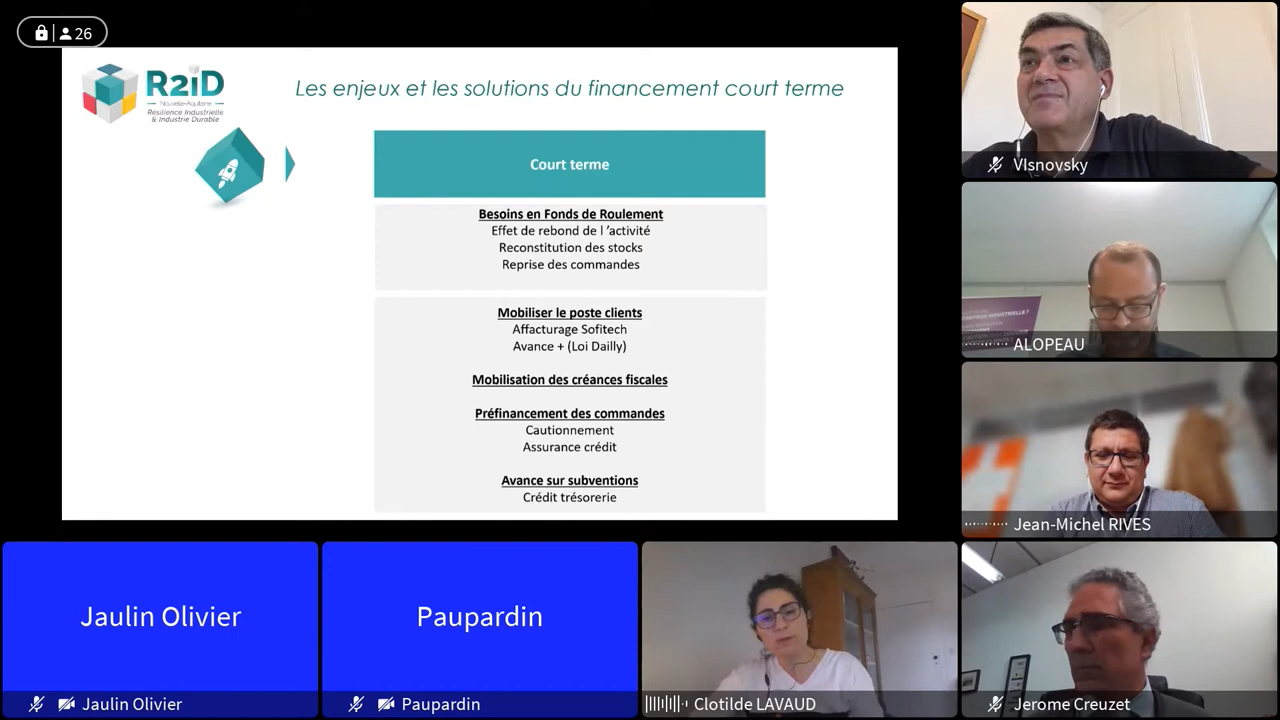 26
R2iD
Nouvelle-Aquitaine
Résilience Industrielle
& Industrie Durable
Les enjeux et les solutions du financement court terme
Court terme
Besoins en Fonds de Roulement
Effet de rebond de l 'activité
Reconstitution des stocks
Reprise des commandes
Mobiliser le poste clients
Affacturage Sofitech
Avance + (Loi Dailly)
Mobilisation des créances fiscales
Préfinancement des commandes
Cautionnement
Assurance crédit
Avance sur subventions
Crédit trésorerie
VIsnovsky
ALOPEAU
Jean-Michel RIVES
Jaulin Olivier
Jaulin Olivier
Paupardin
Paupardin
Clotilde LAVAUD
Jerome Creuzet